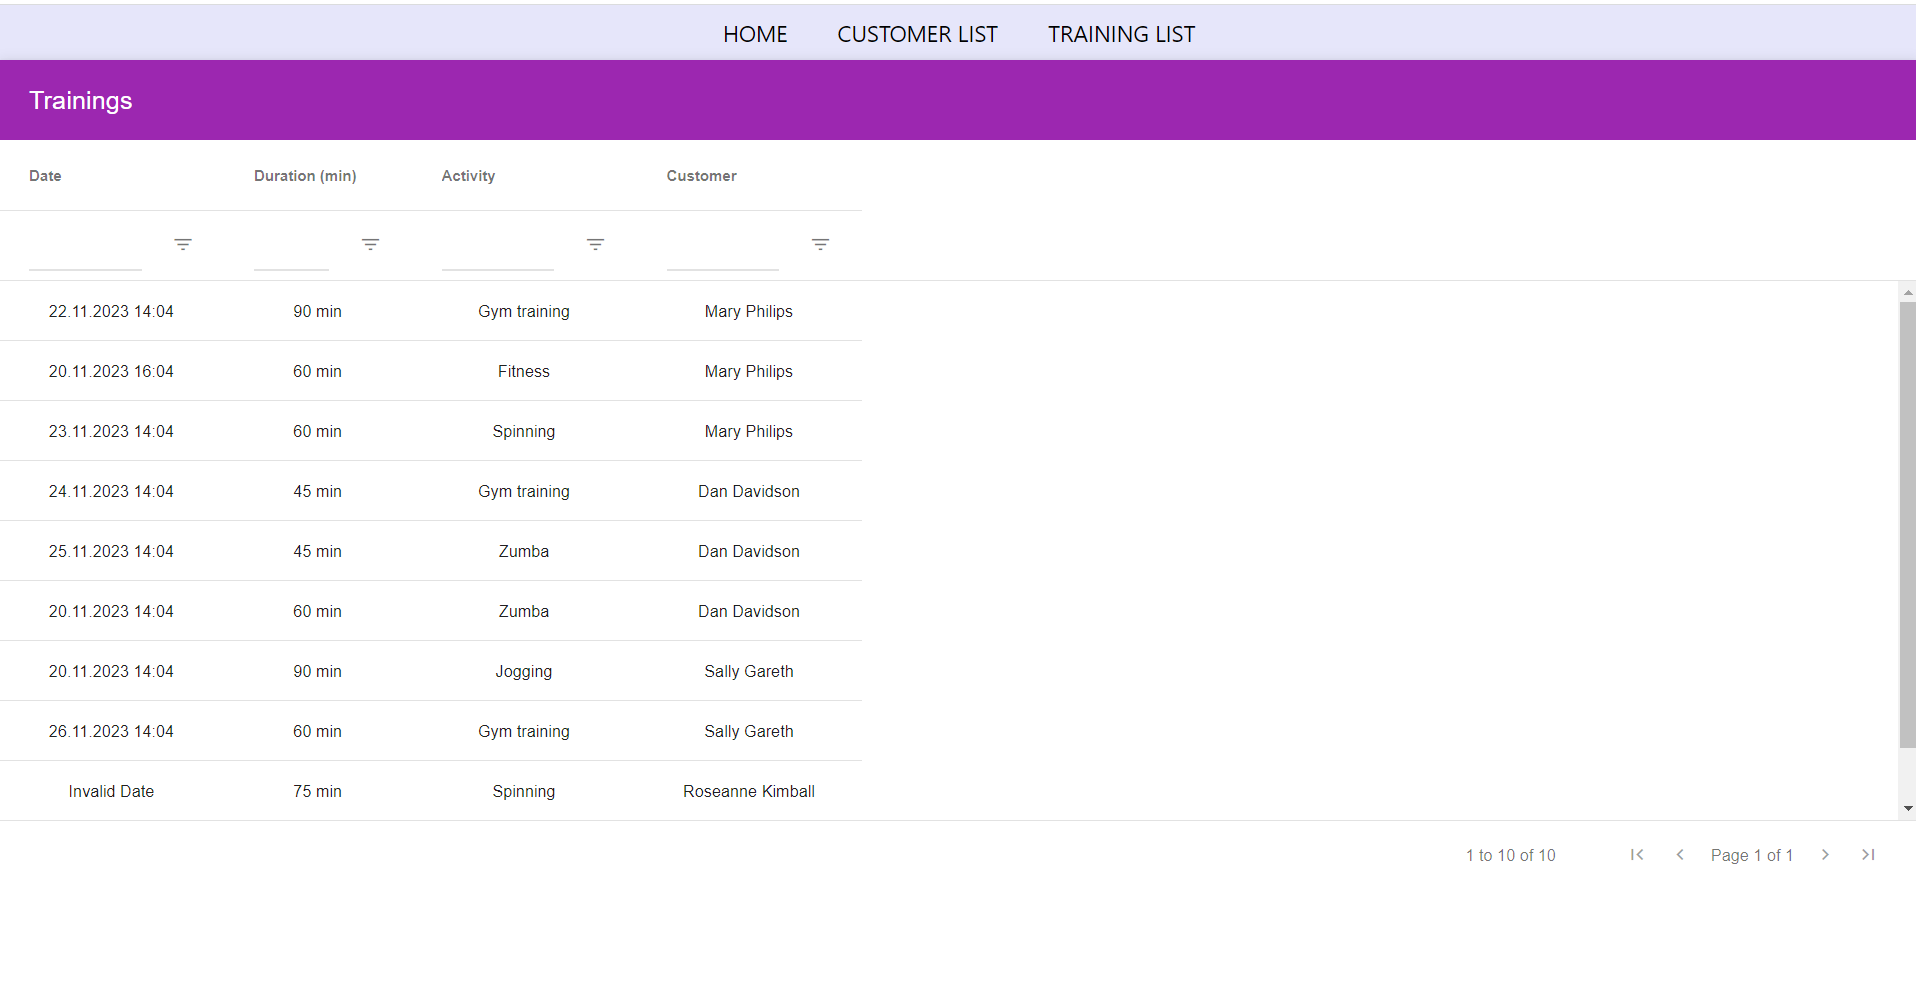 HOME CUSTOMER LIST TRAINING LIST
Trainings
Date Duration (min) Activity Customer
22.11.2023 14:04 90 min Gym training Mary Philips
20.11.2023 16:04 60 min Fitness Mary Philips
23.11.2023 14:04 60 min Spinning Mary Philips
24.11.2023 14:04 45 min Gym training Dan Davidson
25.11.2023 14:04 45 min Zumba Dan Davidson
20.11.2023 14:04 60 min Zumba Dan Davidson
20.11.2023 14:04 90 min Jogging Sally Gareth
26.11.2023 14:04 60 min Gym training Sally Gareth
Invalid Date 75 min Spinning Roseanne Kimball
1 to 10 of 10 Page 1 of 1